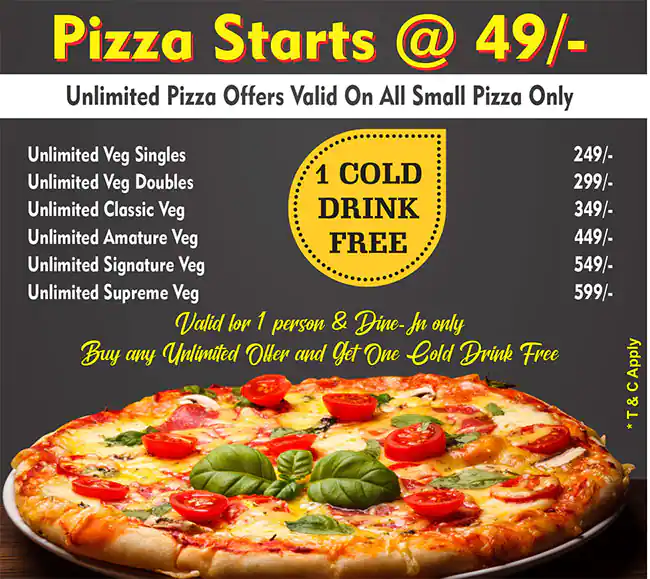 Pizza Starts @ 49/-
Unlimited Pizza Offers Valid On All Small Pizza Only
Unlimited Veg Singles 249/-
Unlimited Veg Doubles 299/-
Unlimited Classic Veg 349/-
Unlimited Amature Veg 449/-
Unlimited Signature Veg 549/-
Unlimited Supreme Veg 599/-
1 COLD
DRINK
FREE
Valid for 1 person & Dine-In only
Buy any Unlimited Offer and Get One Cold Drink Free
* T & C Apply